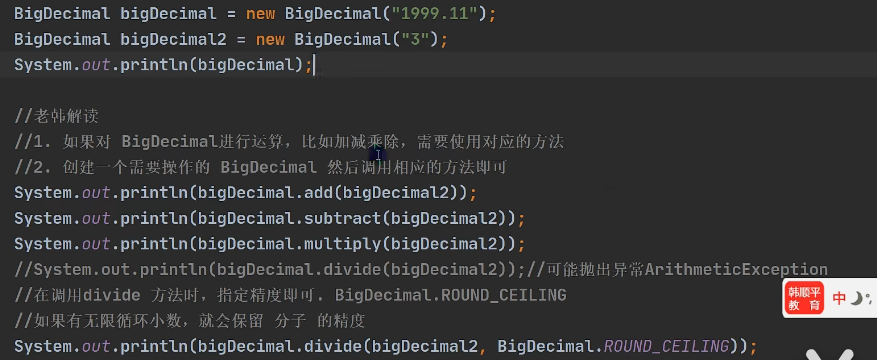 BigDecimal bigDecimal = new BigDecimal("1999.11");
BigDecimal bigDecimal2 = new BigDecimal("3");
System.out.println(bigDecimal);
//老韩解读
//1. 如果对 BigDecimal进行运算，比如加减乘除，需要使用对应的方法
//2. 创建一个需要操作的 BigDecimal 然后调用相应的方法即可
System.out.println(bigDecimal.add(bigDecimal2));
System.out.println(bigDecimal.subtract(bigDecimal2));
System.out.println(bigDecimal.multiply(bigDecimal2));
//System.out.println(bigDecimal.divide(bigDecimal2));//可能抛出异常ArithmeticException
//在调用divide 方法时，指定精度即可. BigDecimal.ROUND_CEILING
//如果有无限循环小数，就会保留 分子 的精度
System.out.println(bigDecimal.divide(bigDecimal2, BigDecimal.ROUND_CEILING));
韩顺平
教 育
中